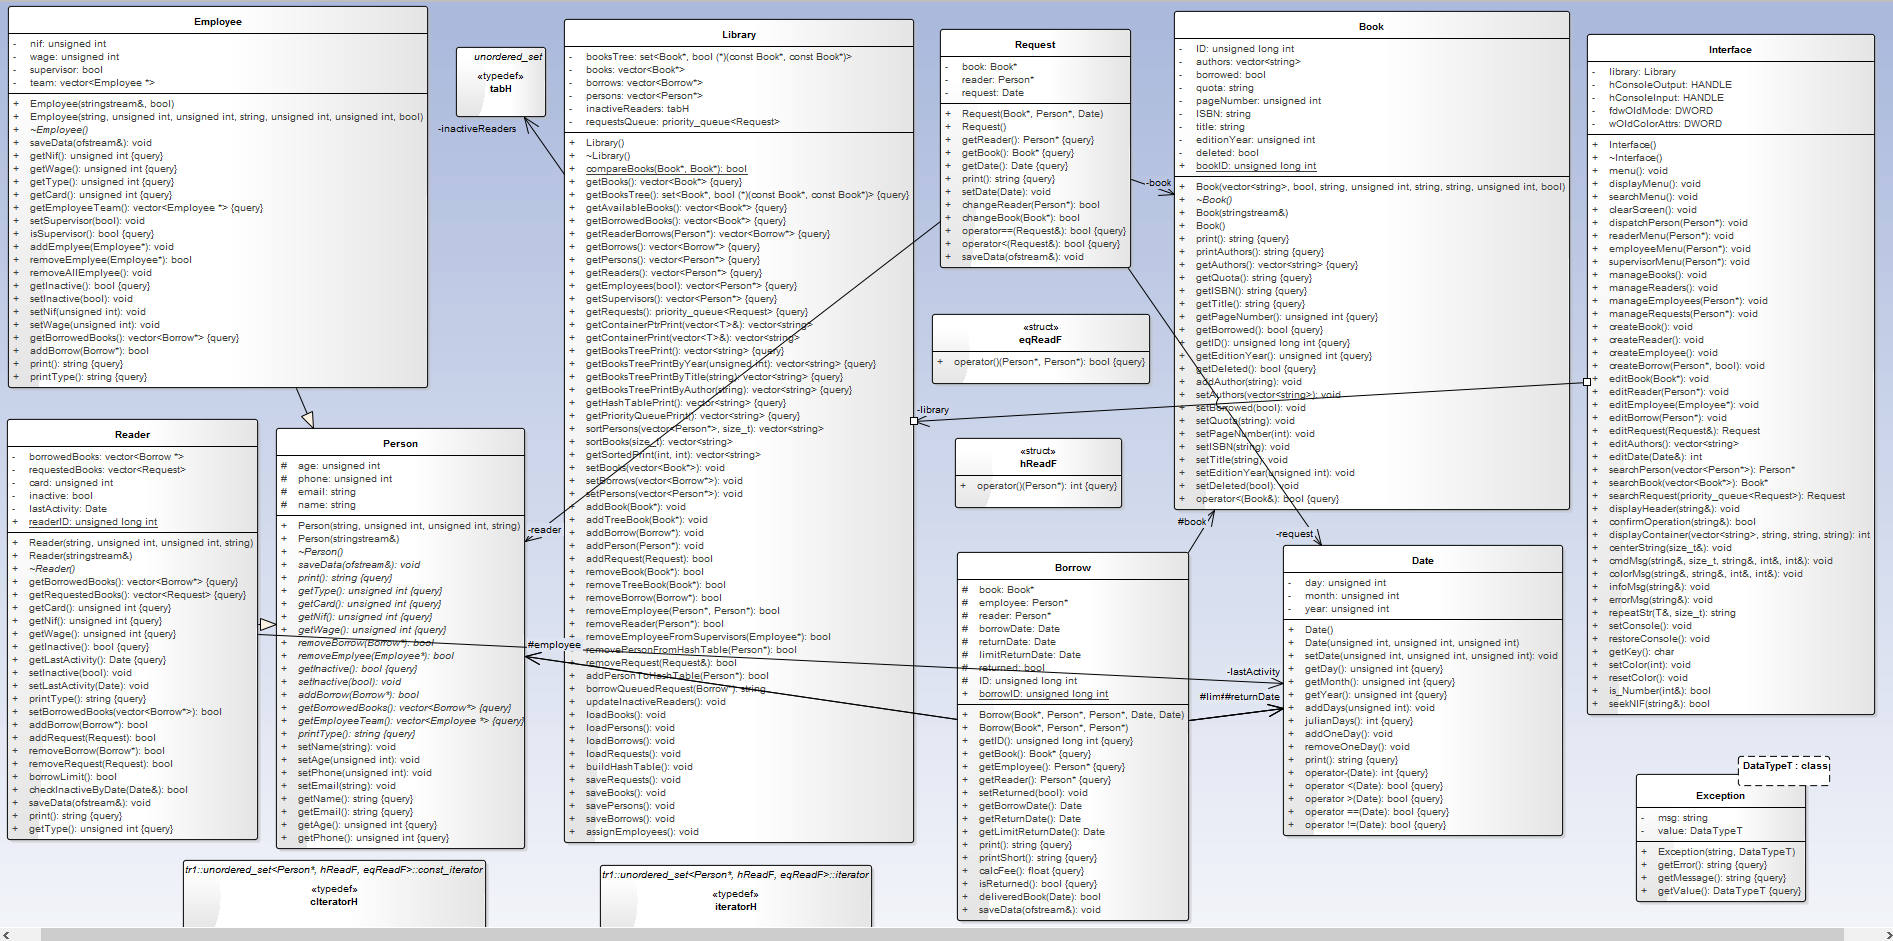 Employee
- nif: unsigned int
- wage: unsigned int
- supervisor: bool
- team: vector<Employee *>
+ Employee(stringstream&, bool)
+ Employee(string, unsigned int, unsigned int, string, unsigned int, unsigned int, bool)
+ ~Employee()
+ saveData(ofstream&): void
+ getNif(): unsigned int {query}
+ getWage(): unsigned int {query}
+ getType(): unsigned int {query}
+ getCard(): unsigned int {query}
+ getEmployeeTeam(): vector<Employee *> {query}
+ setSupervisor(bool): void
+ isSupervisor(): bool {query}
+ addEmplyee(Employee*): void
+ removeEmplyee(Employee*): bool
+ removeAllEmplyee(): void
+ getInactive(): bool {query}
+ setInactive(bool): void
+ setNif(unsigned int): void
+ setWage(unsigned int): void
+ getBorrowedBooks(): vector<Borrow*> {query}
+ addBorrow(Borrow*): bool
+ print(): string {query}
+ printType(): string {query}
Reader
- borrowedBooks: vector<Borrow *>
- requestedBooks: vector<Request>
- card: unsigned int
- inactive: bool
- lastActivity: Date
+ readerID: unsigned long int
+ Reader(string, unsigned int, unsigned int, string)
+ Reader(stringstream&)
+ ~Reader()
+ getBorrowedBooks(): vector<Borrow*> {query}
+ getRequestedBooks(): vector<Request> {query}
+ getCard(): unsigned int {query}
+ getNif(): unsigned int {query}
+ getWage(): unsigned int {query}
+ getInactive(): bool {query}
+ getLastActivity(): Date {query}
+ setInactive(bool): void
+ setLastActivity(Date): void
+ printType(): string {query}
+ setBorrowedBooks(vector<Borrow*>): bool
+ addBorrow(Borrow*): bool
+ addRequest(Request): bool
+ removeBorrow(Borrow*): bool
+ removeRequest(Request): bool
+ borrowLimit(): bool
+ checkInactiveByDate(Date&): bool
+ saveData(ofstream&): void
+ print(): string {query}
+ getType(): unsigned int {query}
Person
# age: unsigned int
# phone: unsigned int
# email: string
# name: string
+ Person(string, unsigned int, unsigned int, string)
+ Person(stringstream&)
+ ~Person()
+ saveData(ofstream&): void
+ print(): string {query}
+ getType(): unsigned int {query}
+ getCard(): unsigned int {query}
+ getNif(): unsigned int {query}
+ getWage(): unsigned int {query}
+ removeBorrow(Borrow*): bool
+ removeEmplyee(Employee*): bool
+ getInactive(): bool {query}
+ setInactive(bool): void
+ addBorrow(Borrow*): bool
+ getBorrowedBooks(): vector<Borrow*> {query}
+ getEmployeeTeam(): vector<Employee *> {query}
+ printType(): string {query}
+ setName(string): void
+ setAge(unsigned int): void
+ setPhone(unsigned int): void
+ setEmail(string): void
+ getName(): string {query}
+ getEmail(): string {query}
+ getAge(): unsigned int {query}
+ getPhone(): unsigned int {query}
tr1::unordered_set<Person*, hReadF, eqReadF>::const_iterator
«typedef»
cIteratorH
unordered_set
«typedef»
tabH
-inactiveReaders
Library
- booksTree: set<Book*, bool (*)(const Book*, const Book*)>
- books: vector<Book*>
- borrows: vector<Borrow*>
- persons: vector<Person*>
- inactiveReaders: tabH
- requestsQueue: priority_queue<Request>
+ Library()
+ ~Library()
+ compareBooks(Book*, Book*): bool
+ getBooks(): vector<Book*> {query}
+ getBooksTree(): set<Book*, bool (*)(const Book*, const Book*)> {query}
+ getAvailableBooks(): vector<Book*> {query}
+ getBorrowedBooks(): vector<Book*> {query}
+ getReaderBorrows(Person*): vector<Borrow*> {query}
+ getBorrows(): vector<Borrow*> {query}
+ getPersons(): vector<Person*> {query}
+ getReaders(): vector<Person*> {query}
+ getEmployees(bool): vector<Person*> {query}
+ getSupervisors(): vector<Person*> {query}
+ getRequests(): priority_queue<Request> {query}
+ getContainerPtrPrint(vector<T>&): vector<string>
+ getContainerPrint(vector<T>&): vector<string>
+ getBooksTreePrint(): vector<string> {query}
+ getBooksTreePrintByYear(unsigned int): vector<string> {query}
+ getBooksTreePrintByTitle(string): vector<string> {query}
+ getBooksTreePrintByAuthor(string): vector<string> {query}
+ getHashTablePrint(): vector<string> {query}
+ getPriorityQueuePrint(): vector<string> {query}
+ sortPersons(vector<Person*>, size_t): vector<string>
+ sortBooks(size_t): vector<string>
+ getSortedPrint(int, int): vector<string>
+ setBooks(vector<Book*>): void
+ setBorrows(vector<Borrow*>): void
+ setPersons(vector<Person*>): void
+ addBook(Book*): void
+ addTreeBook(Book*): void
+ addBorrow(Borrow*): void
+ addPerson(Person*): void
+ addRequest(Request): bool
+ removeBook(Book*): bool
+ removeTreeBook(Book*): bool
+ removeBorrow(Borrow*): bool
+ removeEmployee(Person*, Person*): bool
+ removeReader(Person*): bool
+ removeEmployeeFromSupervisors(Employee*): bool
+ removePersonFromHashTable(Person*): bool
+ removeRequest(Request&): bool
+ addPersonToHashTable(Person*): bool
+ borrowQueuedRequest(Borrow*): string
+ updateInactiveReaders(): void
+ loadBooks(): void
+ loadPersons(): void
+ loadBorrows(): void
+ loadRequests(): void
+ buildHashTable(): void
+ saveRequests(): void
+ saveBooks(): void
+ savePersons(): void
+ saveBorrows(): void
+ assignEmployees(): void
-reader
#employee
tr1::unordered_set<Person*, hReadF, eqReadF>::iterator
«typedef»
iteratorH
Request
- book: Book*
- reader: Person*
- request: Date
+ Request(Book*, Person*, Date)
+ Request()
+ getReader(): Person* {query}
+ getBook(): Book* {query}
+ getDate(): Date {query}
+ print(): string {query}
+ setDate(Date): void
+ changeReader(Person*): bool
+ changeBook(Book*): bool
+ operator==(Request&): bool {query}
+ operator<(Request&): bool {query}
+ saveData(ofstream&): void
-book
«struct»
eqReadF
+ operator()(Person*, Person*): bool {query}
-library
«struct»
hReadF
+ operator()(Person*): int {query}
Borrow
# book: Book*
# employee: Person*
# reader: Person*
# borrowDate: Date
# returnDate: Date
# limitReturnDate: Date
# returned: bool
# ID: unsigned long int
+ borrowID: unsigned long int
+ Borrow(Book*, Person*, Person*, Date, Date)
+ Borrow(Book*, Person*, Person*)
+ getID(): unsigned long int {query}
+ getBook(): Book* {query}
+ getEmployee(): Person* {query}
+ getReader(): Person* {query}
+ setReturned(bool): void
+ getBorrowDate(): Date
+ getReturnDate(): Date
+ getLimitReturnDate(): Date
+ print(): string {query}
+ printShort(): string {query}
+ calcFee(): float {query}
+ isReturned(): bool {query}
+ deliveredBook(Date): bool
+ saveData(ofstream&): void
Book
- ID: unsigned long int
- authors: vector<string>
- borrowed: bool
- quota: string
- pageNumber: unsigned int
- ISBN: string
- title: string
- editionYear: unsigned int
- deleted: bool
+ bookID: unsigned long int
+ Book(vector<string>, bool, string, unsigned int, string, string, unsigned int, bool)
+ ~Book()
+ Book(stringstream&)
+ Book()
+ print(): string {query}
+ printAuthors(): string {query}
+ getAuthors(): vector<string> {query}
+ getQuota(): string {query}
+ getISBN(): string {query}
+ getTitle(): string {query}
+ getPageNumber(): unsigned int {query}
+ getBorrowed(): bool {query}
+ getID(): unsigned long int {query}
+ getEditionYear(): unsigned int {query}
+ getDeleted(): bool {query}
+ addAuthor(string): void
+ setAuthors(vector<string>): void
+ setBorrowed(bool): void
+ setQuota(string): void
+ setPageNumber(int): void
+ setISBN(string): void
+ setTitle(string): void
+ setEditionYear(unsigned int): void
+ setDeleted(bool): void
+ operator<(Book&): bool {query}
#book
-request
-lastActivity
#limi#returnDate
Date
- day: unsigned int
- month: unsigned int
- year: unsigned int
+ Date()
+ Date(unsigned int, unsigned int, unsigned int)
+ setDate(unsigned int, unsigned int, unsigned int): void
+ getDay(): unsigned int {query}
+ getMonth(): unsigned int {query}
+ getYear(): unsigned int {query}
+ addDays(unsigned int): void
+ julianDays(): int {query}
+ addOneDay(): void
+ removeOneDay(): void
+ print(): string {query}
+ operator-(Date): int {query}
+ operator <(Date): bool {query}
+ operator >(Date): bool {query}
+ operator ==(Date): bool {query}
+ operator !=(Date): bool {query}
Interface
- library: Library
- hConsoleOutput: HANDLE
- hConsoleInput: HANDLE
- fdwOldMode: DWORD
- wOldColorAttrs: DWORD
+ Interface()
+ ~Interface()
+ menu(): void
+ displayMenu(): void
+ searchMenu(): void
+ clearScreen(): void
+ dispatchPerson(Person*): void
+ readerMenu(Person*): void
+ employeeMenu(Person*): void
+ supervisorMenu(Person*): void
+ manageBooks(): void
+ manageReaders(): void
+ manageEmployees(Person*): void
+ manageRequests(Person*): void
+ createBook(): void
+ createReader(): void
+ createEmployee(): void
+ createBorrow(Person*, bool): void
+ editBook(Book*): void
+ editReader(Person*): void
+ editEmployee(Employee*): void
+ editBorrow(Person*): void
+ editRequest(Request&): Request
+ editAuthors(): vector<string>
+ editDate(Date&): int
+ searchPerson(vector<Person*>): Person*
+ searchBook(vector<Book*>): Book*
+ searchRequest(priority_queue<Request>): Request
+ displayHeader(string&): void
+ confirmOperation(string&): bool
+ displayContainer(vector<string>, string, string, string): int
+ centerString(size_t&): void
+ cmdMsg(string&, size_t, string&, int&, int&): void
+ colorMsg(string&, string&, int&, int&): void
+ infoMsg(string&): void
+ errorMsg(string&): void
+ repeatStr(T&, size_t): string
+ setConsole(): void
+ restoreConsole(): void
+ getKey(): char
+ setColor(int): void
+ resetColor(): void
+ is_Number(int&): bool
+ seekNIF(string&): bool
DataTypeT : class
Exception
- msg: string
- value: DataTypeT
+ Exception(string, DataTypeT)
+ getError(): string {query}
+ getMessage(): string {query}
+ getValue(): DataTypeT {query}